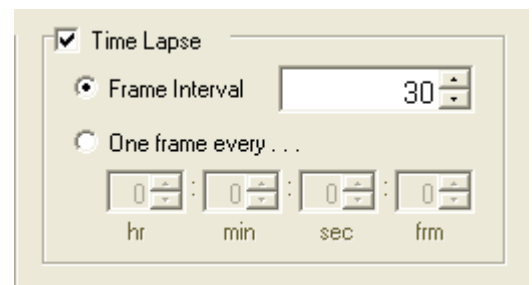 Time Lapse
Frame Interval 30
One frame every . . .
0 : 0 : 0 : 0
hr min sec frm